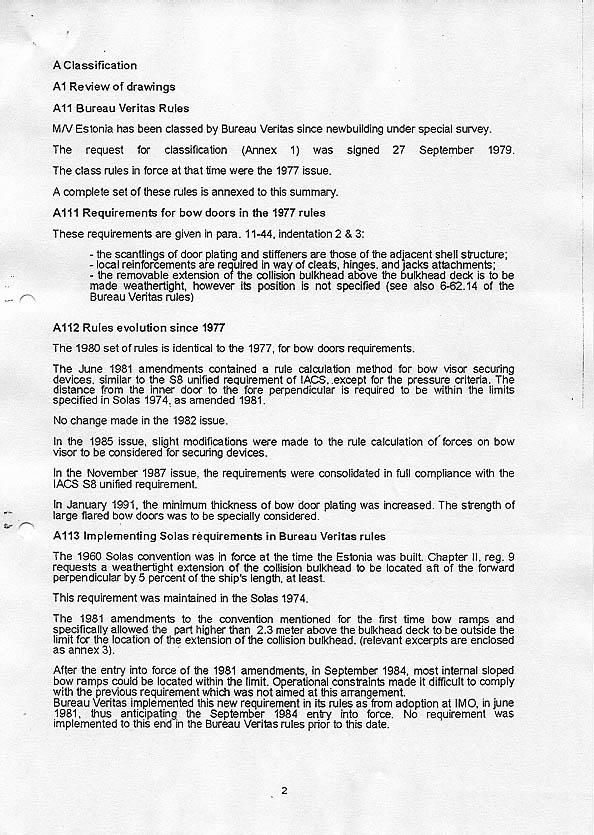 A Classification
A1 Review of drawings
A11 Bureau Veritas Rules
M/V Estonia has been classed by Bureau Veritas since newbuilding under special survey.
The request for classification (Annex 1) was signed 27 September 1979.
The class rules in force at that time were the 1977 issue.
A complete set of these rules is annexed to this summary.
A111 Requirements for bow doors in the 1977 rules
These requirements are given in para. 11-44, indentation 2 & 3:
- the scantlings of door plating and stiffeners are those of the adjacent shell structure;
- local reinforcements are required in way of cleats, hinges, and jacks attachments;
- the removable extension of the collision bulkhead above the bulkhead deck is to be
made weathertight, however its position is not specified (see also 6-62.14 of the
Bureau Veritas rules)
A112 Rules evolution since 1977
The 1980 set of rules is identical to the 1977, for bow doors requirements.
The June 1981 amendments contained a rule calculation method for bow visor securing
devices, similar to the S8 unified requirement of IACS, .except for the pressure criteria. The
distance from the inner door to the fore perpendicular is required to be within the limits
specified in Solas 1974, as amended 1981.
No change made in the 1982 issue.
In the 1985 issue, slight modifications were made to the rule calculation of forces on bow
visor to be considered for securing devices.
In the November 1987 issue, the requirements were consolidated in full compliance with the
IACS S8 unified requirement.
In January 1991, the minimum thickness of bow door plating was increased. The strength of
large flared bow doors was to be specially considered.
A113 Implementing Solas requirements in Bureau Veritas rules
The 1960 Solas convention was in force at the time the Estonia was built. Chapter II, reg. 9
requests a weathertight extension of the collision bulkhead to be located aft of the forward
perpendicular by 5 percent of the ship's length, at least.
This requirement was maintained in the Solas 1974.
The 1981 amendments to the convention mentioned for the first time bow ramps and
specifically allowed the part higher than 2.3 meter above the bulkhead deck to be outside the
limit for the location of the extension of the collision bulkhead. (relevant excerpts are enclosed
as annex 3).
After the entry into force of the 1981 amendments, in September 1984, most internal sloped
bow ramps could be located within the limit. Operational constraints made it difficult to comply
with the previous requirement which was not aimed at this arrangement.
Bureau Veritas implemented this new requirement in its rules as from adoption at IMO, in june
1981, thus anticipating the September 1984 entry into force. No requirement was
implemented to this end in the Bureau Veritas rules prior to this date.
2